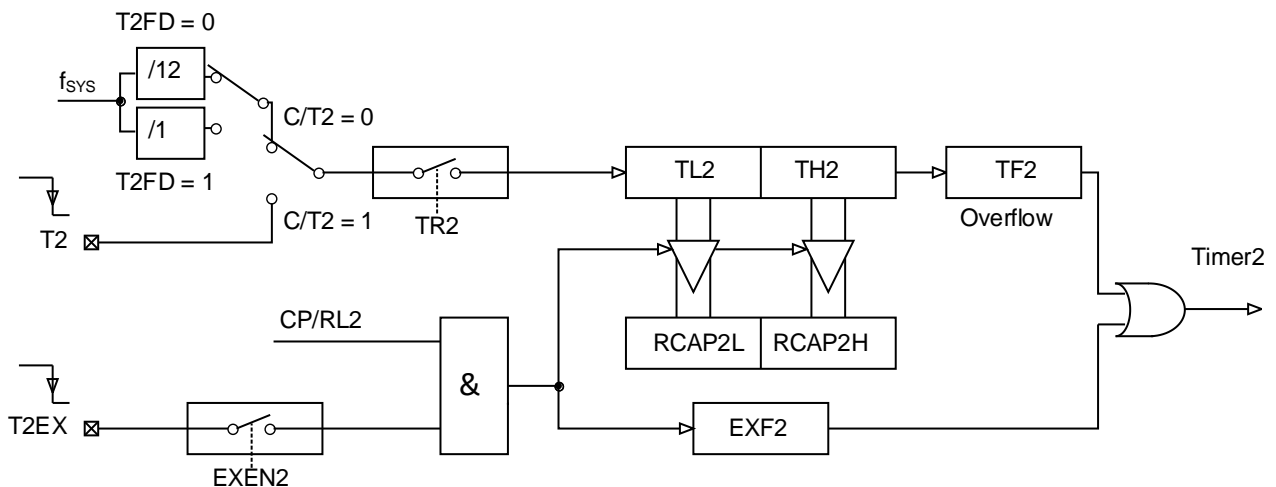 T2FD = 0
/12
fSYS
C/T2 = 0
/1
TL2 TH2 TF2
T2FD = 1
C/T2 = 1
TR2
Overflow
T2
Timer2
CP/RL2
RCAP2L RCAP2H
&
T2EX
EXF2
EXEN2